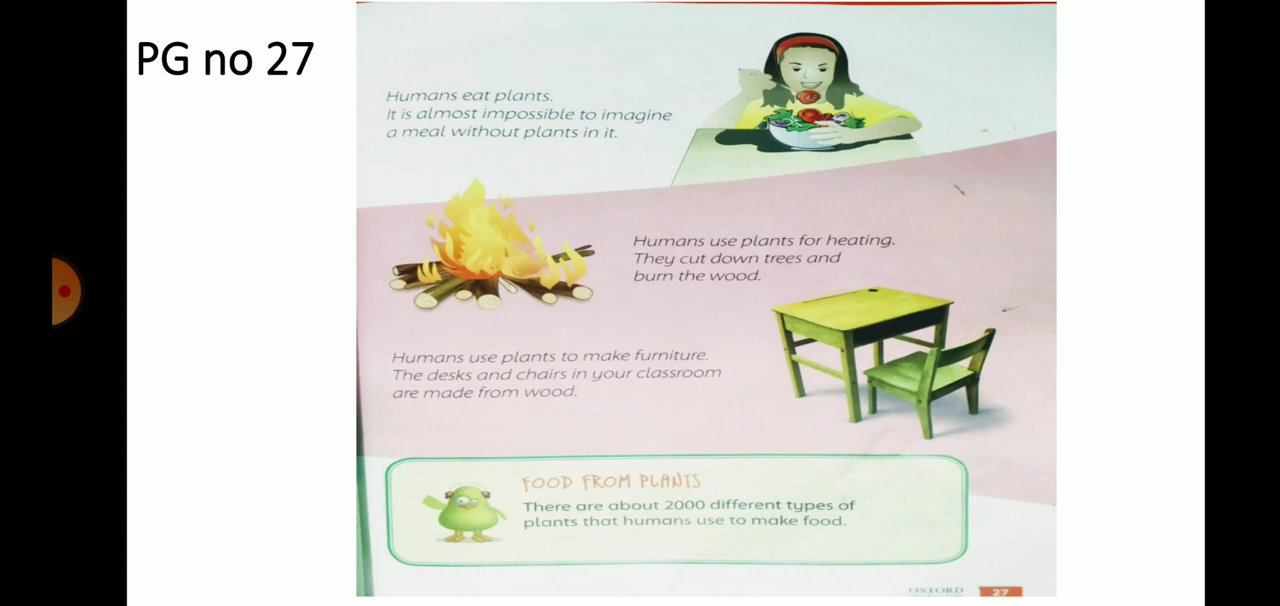 PG no 27
Humans eat plants.
It is almost impossible to imagine
a meal without plants in it.
Humans use plants for heating.
They cut down trees and
burn the wood.
Humans use plants to make furniture.
The desks and chairs in your classroom
are made from wood.
FOOD FROM PLANTS
There are about 2000 different types of
plants that humans use to make food.
OXFORD
27